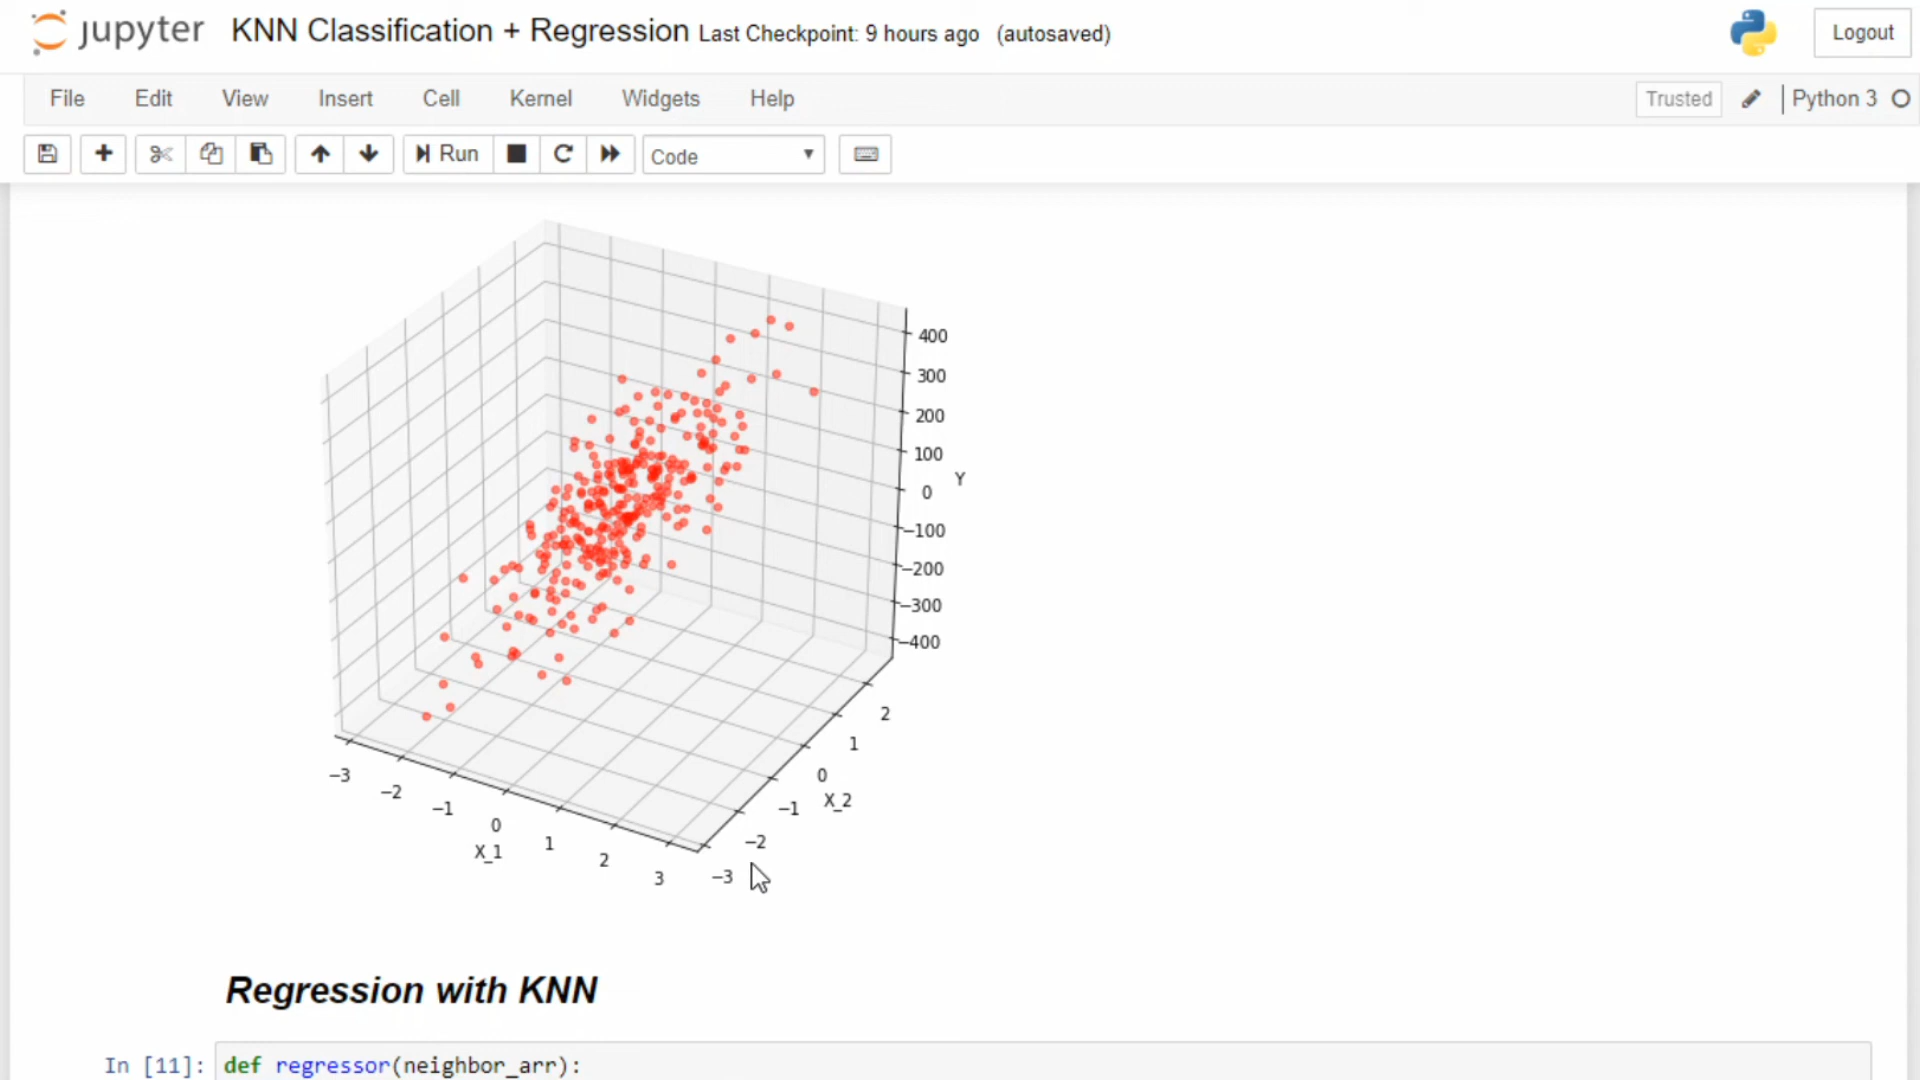 jupyter KNN Classification + Regression Last Checkpoint: 9 hours ago (autosaved) Logout
File Edit View Insert Cell Kernel Widgets Help Trusted Python 3
Run Code
400
300
200
100
0
Y
−100
−200
−300
−400
−3
−2
−1
0
1
2
3
X_1
−3
−2
−1
0
1
2
X_2
Regression with KNN
In [11]: def regressor(neighbor_arr):